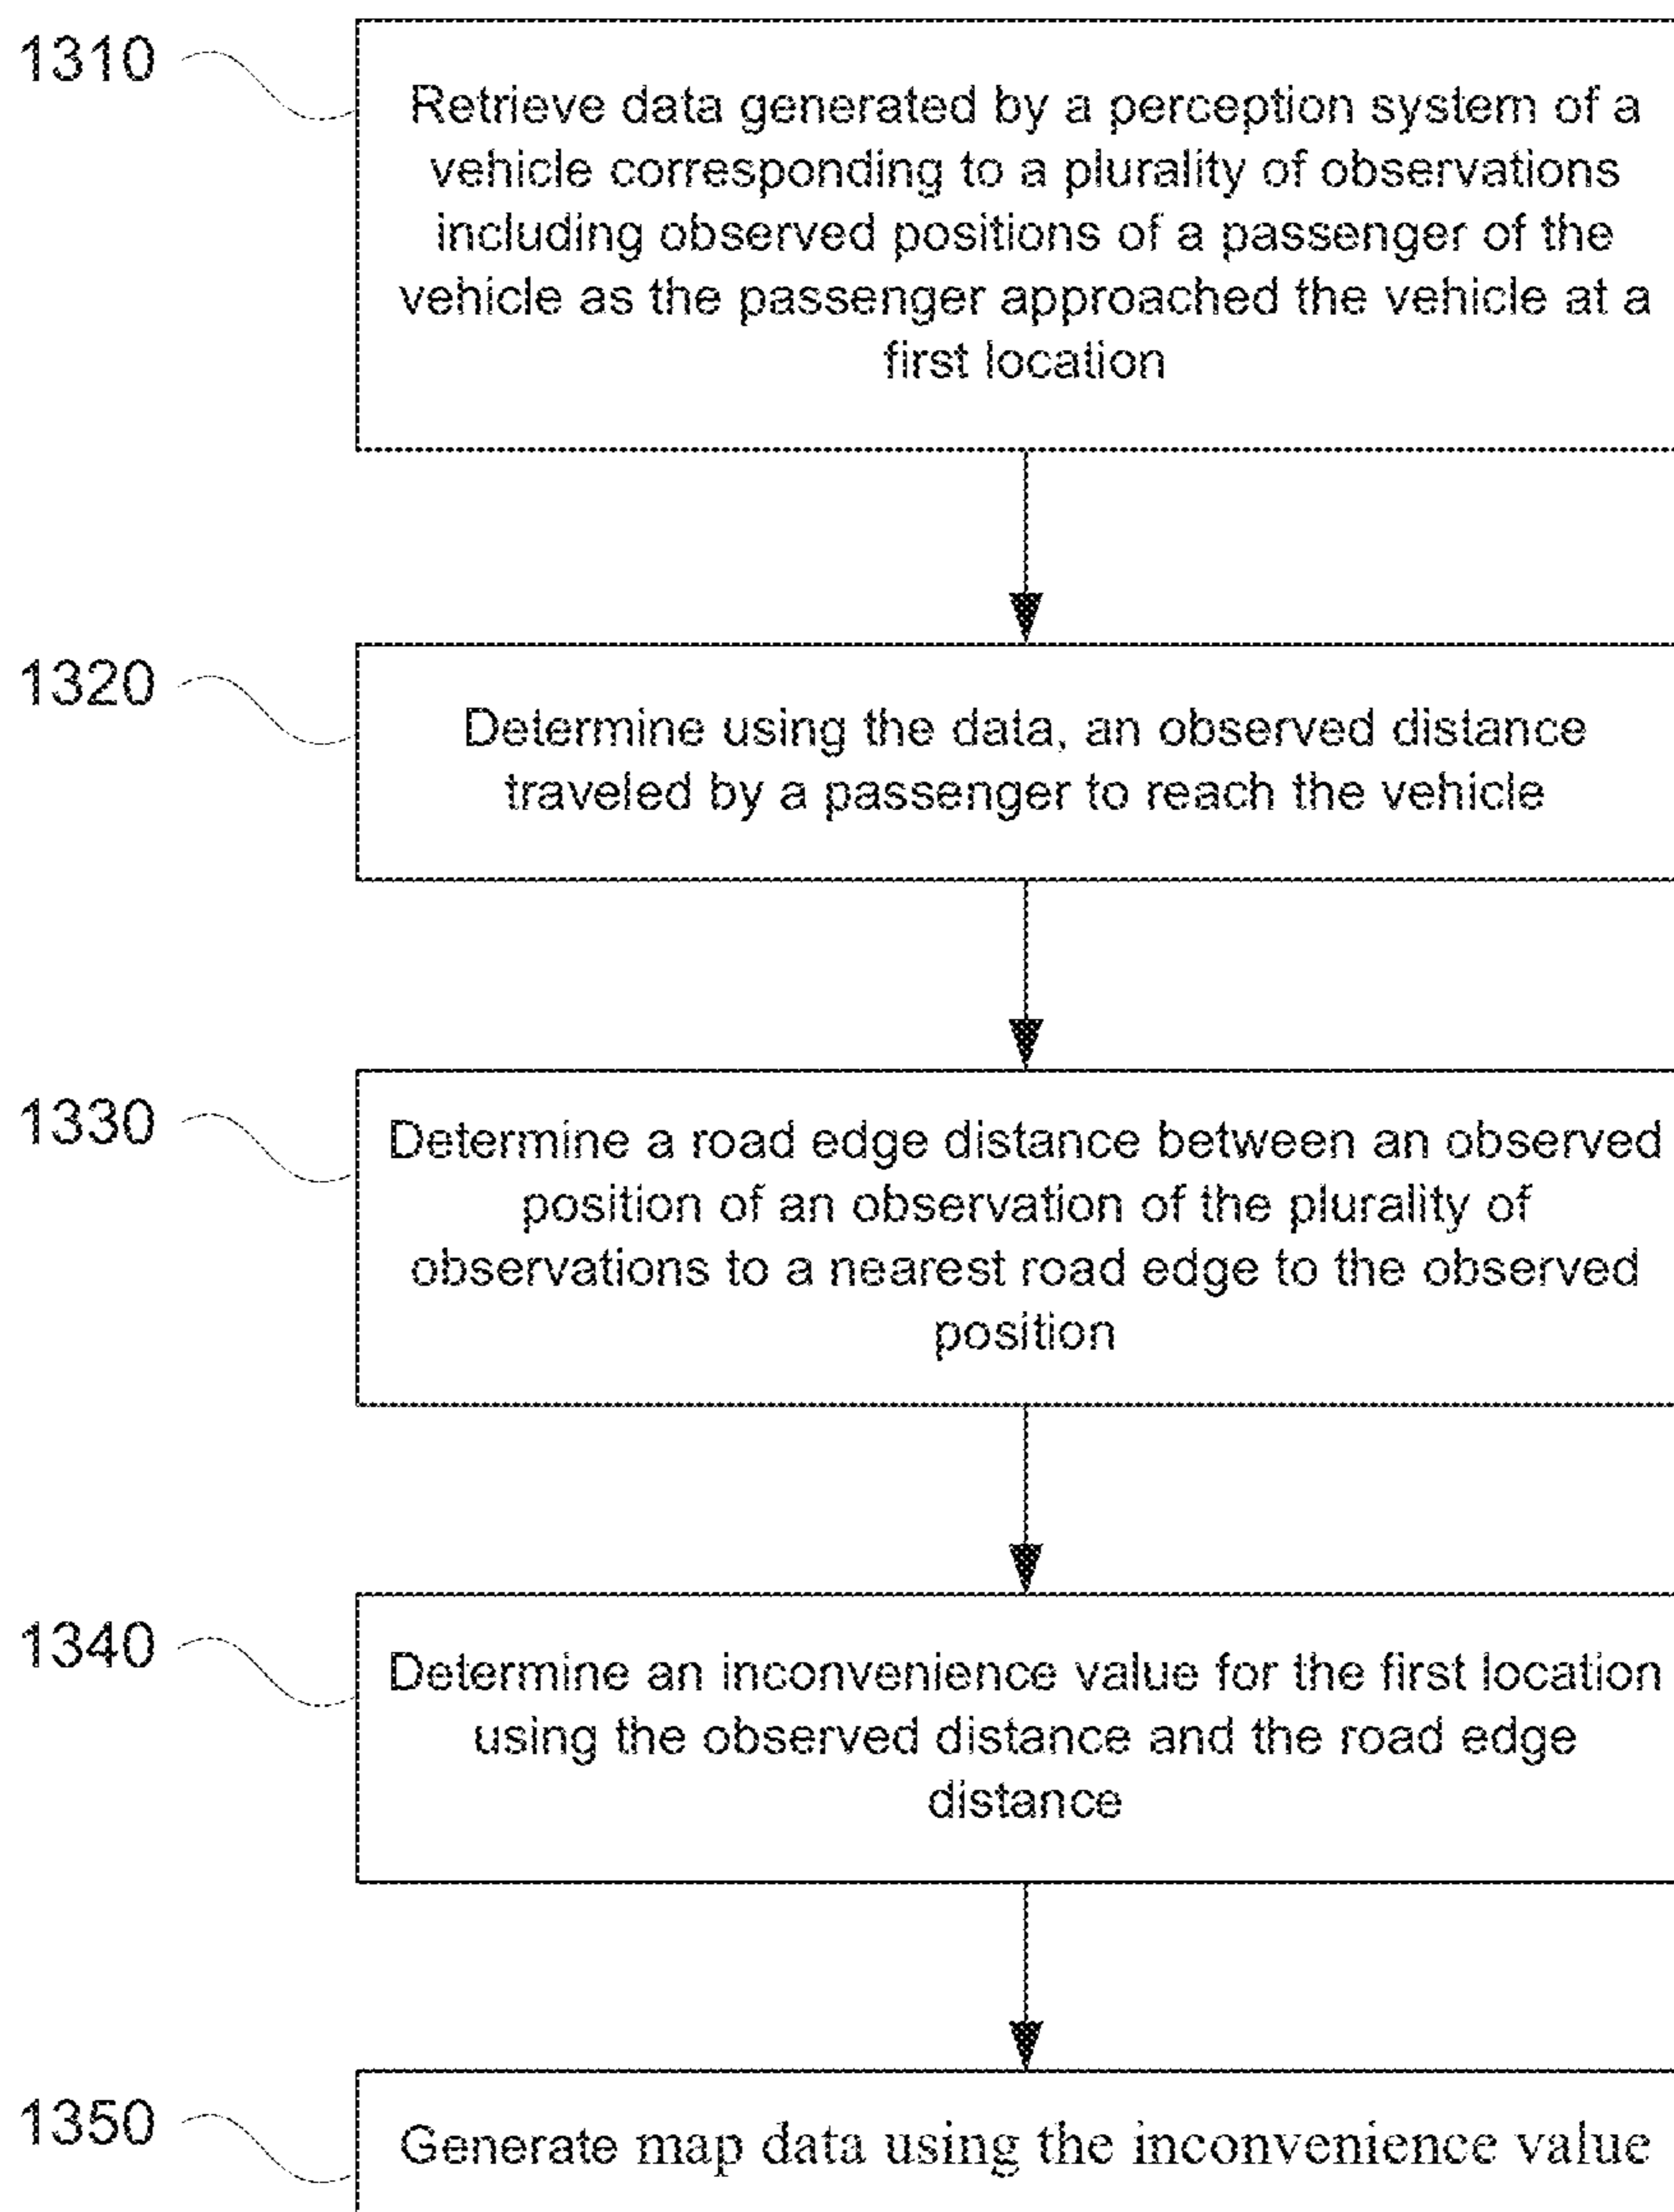 1310
Retrieve data generated by a perception system of a
vehicle corresponding to a plurality of observations
including observed positions of a passenger of the
vehicle as the passenger approached the vehicle at a
first location
1320
Determine using the data, an observed distance
traveled by a passenger to reach the vehicle
1330
Determine a road edge distance between an observed
position of an observation of the plurality of
observations to a nearest road edge to the observed
position
1340
Determine an inconvenience value for the first location
using the observed distance and the road edge
distance
1350
Generate map data using the inconvenience value